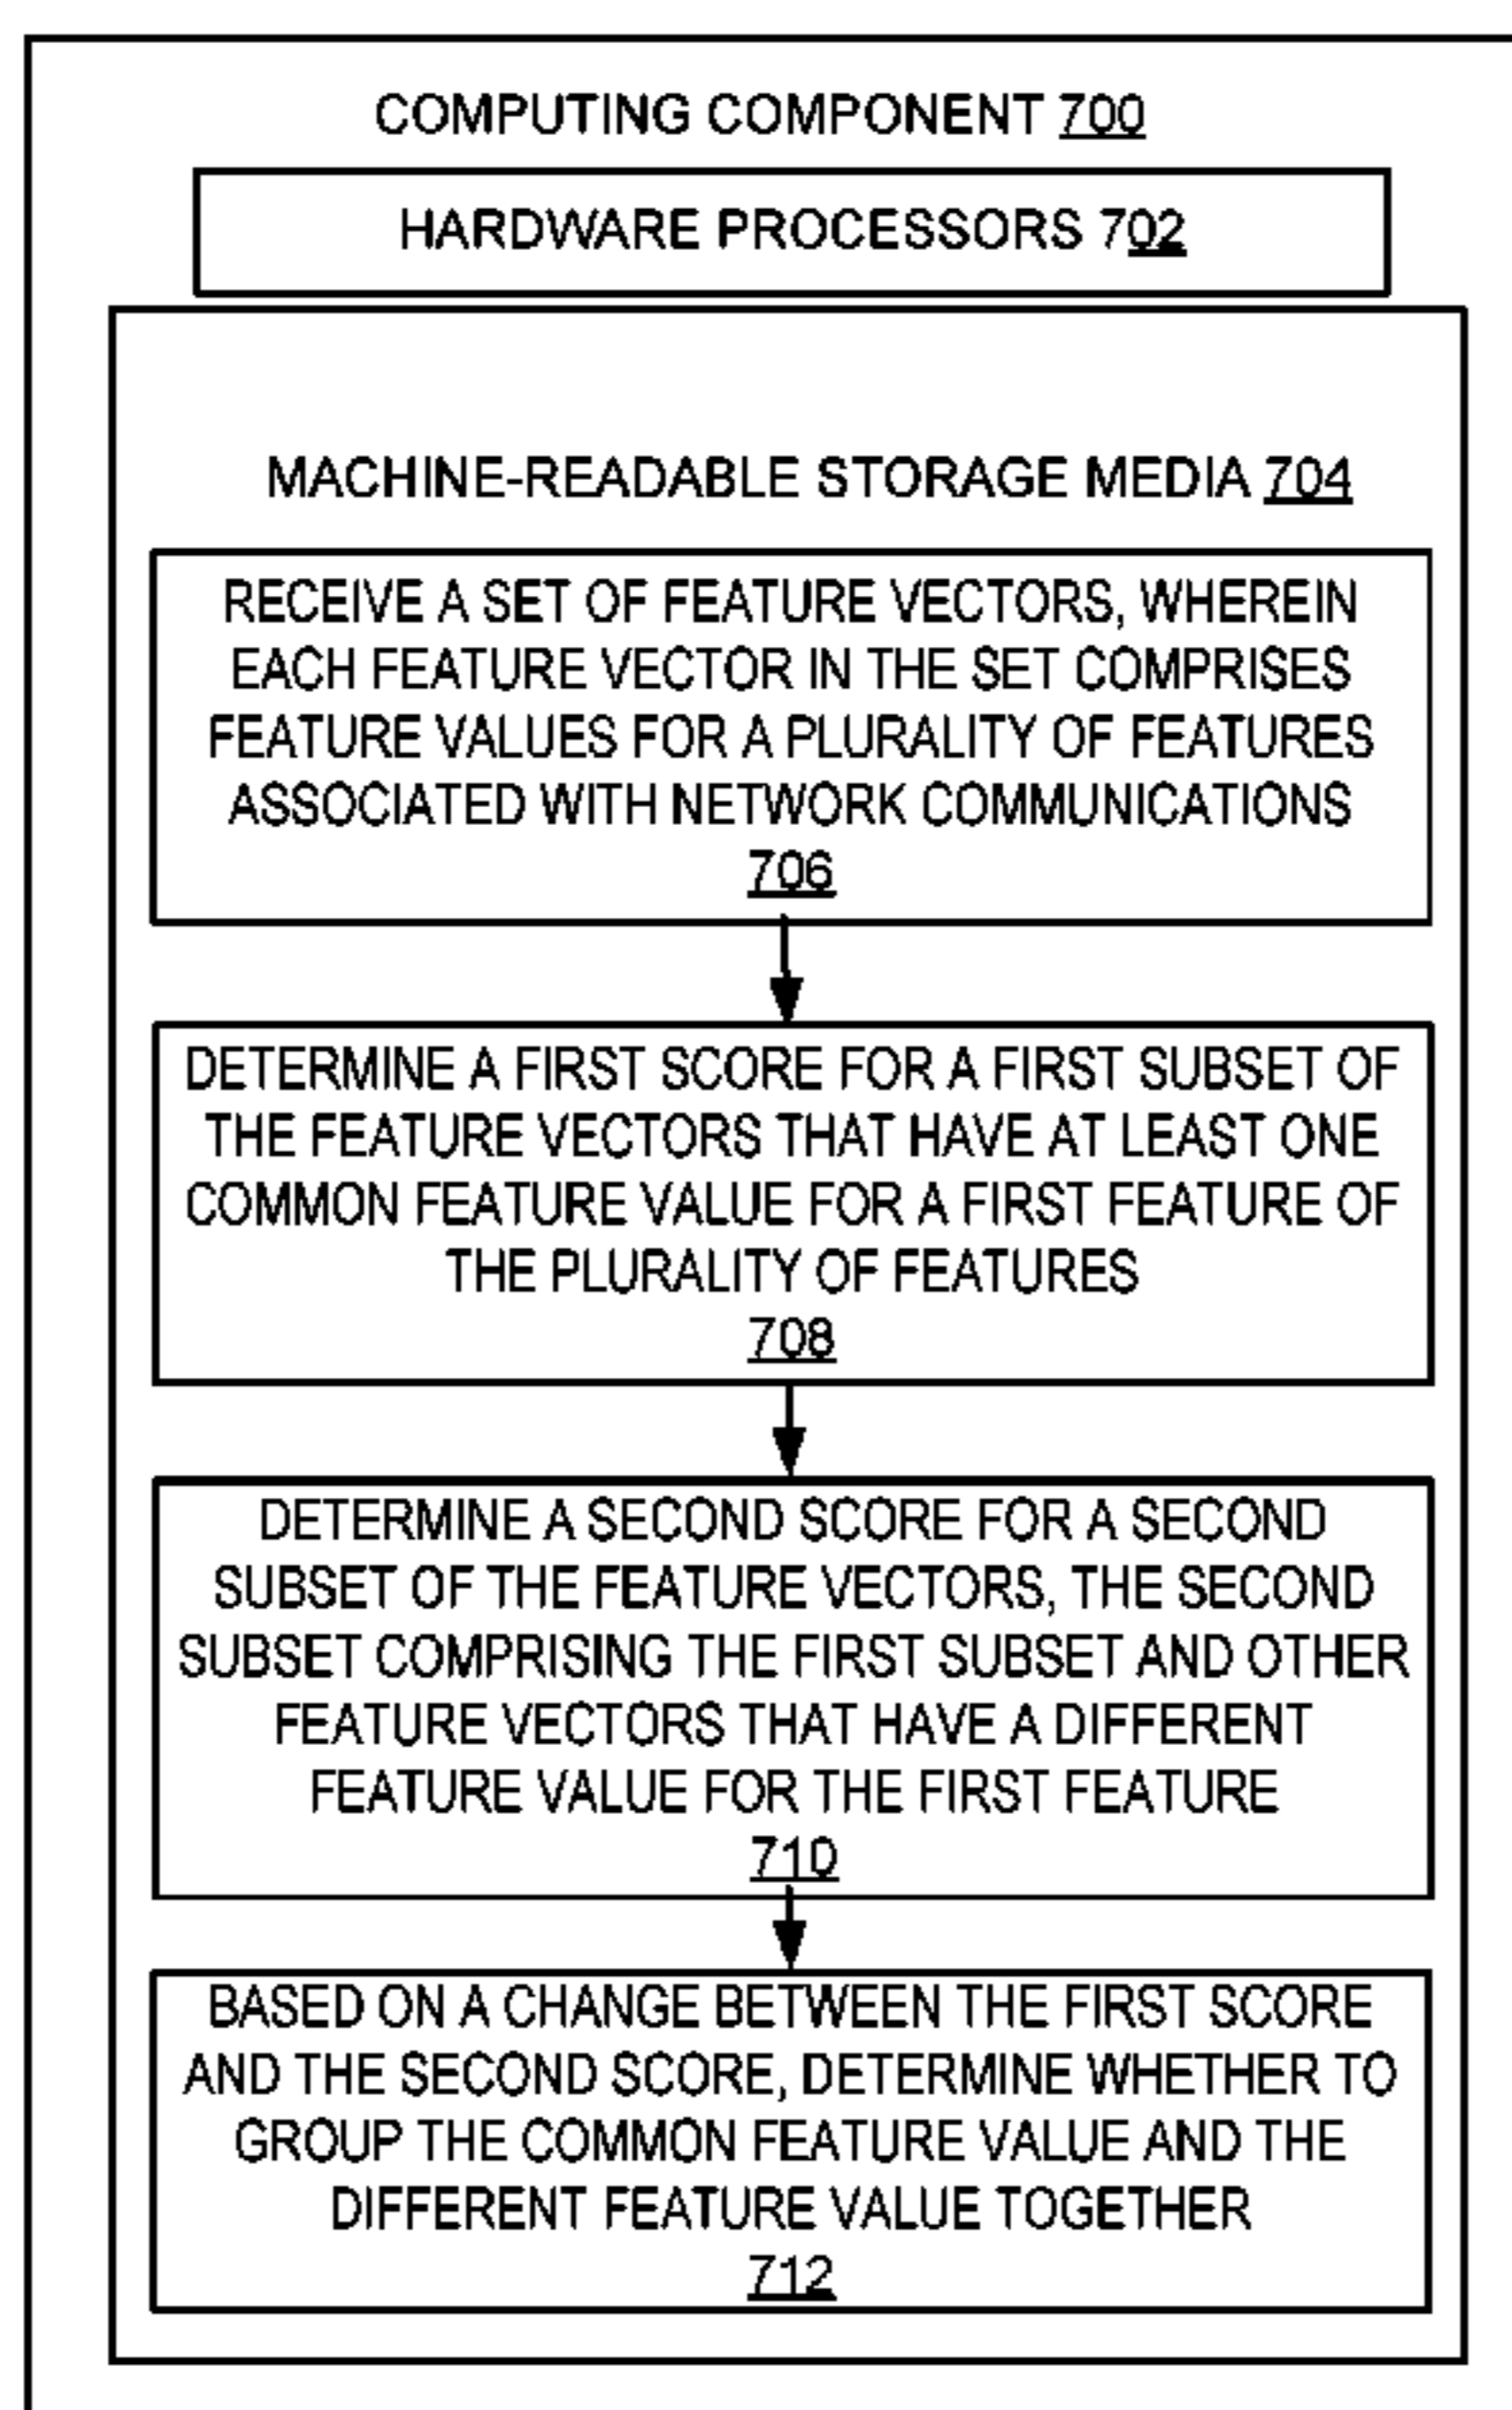 COMPUTING COMPONENT 700
HARDWARE PROCESSORS 702
MACHINE-READABLE STORAGE MEDIA 704
RECEIVE A SET OF FEATURE VECTORS, WHEREIN
EACH FEATURE VECTOR IN THE SET COMPRISES
FEATURE VALUES FOR A PLURALITY OF FEATURES
ASSOCIATED WITH NETWORK COMMUNICATIONS
706
DETERMINE A FIRST SCORE FOR A FIRST SUBSET OF
THE FEATURE VECTORS THAT HAVE AT LEAST ONE
COMMON FEATURE VALUE FOR A FIRST FEATURE OF
THE PLURALITY OF FEATURES
708
DETERMINE A SECOND SCORE FOR A SECOND
SUBSET OF THE FEATURE VECTORS, THE SECOND
SUBSET COMPRISING THE FIRST SUBSET AND OTHER
FEATURE VECTORS THAT HAVE A DIFFERENT
FEATURE VALUE FOR THE FIRST FEATURE
710
BASED ON A CHANGE BETWEEN THE FIRST SCORE
AND THE SECOND SCORE, DETERMINE WHETHER TO
GROUP THE COMMON FEATURE VALUE AND THE
DIFFERENT FEATURE VALUE TOGETHER
712